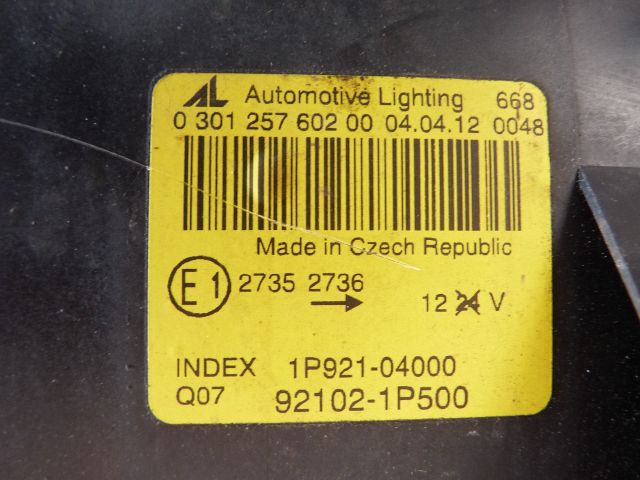 AL Automotive Lighting 668
0 301 257 602 00 04.04.12 0048
Made in Czech Republic
E1 2735 2736
12 24 V
INDEX 1P921-04000
Q07 92102-1P500